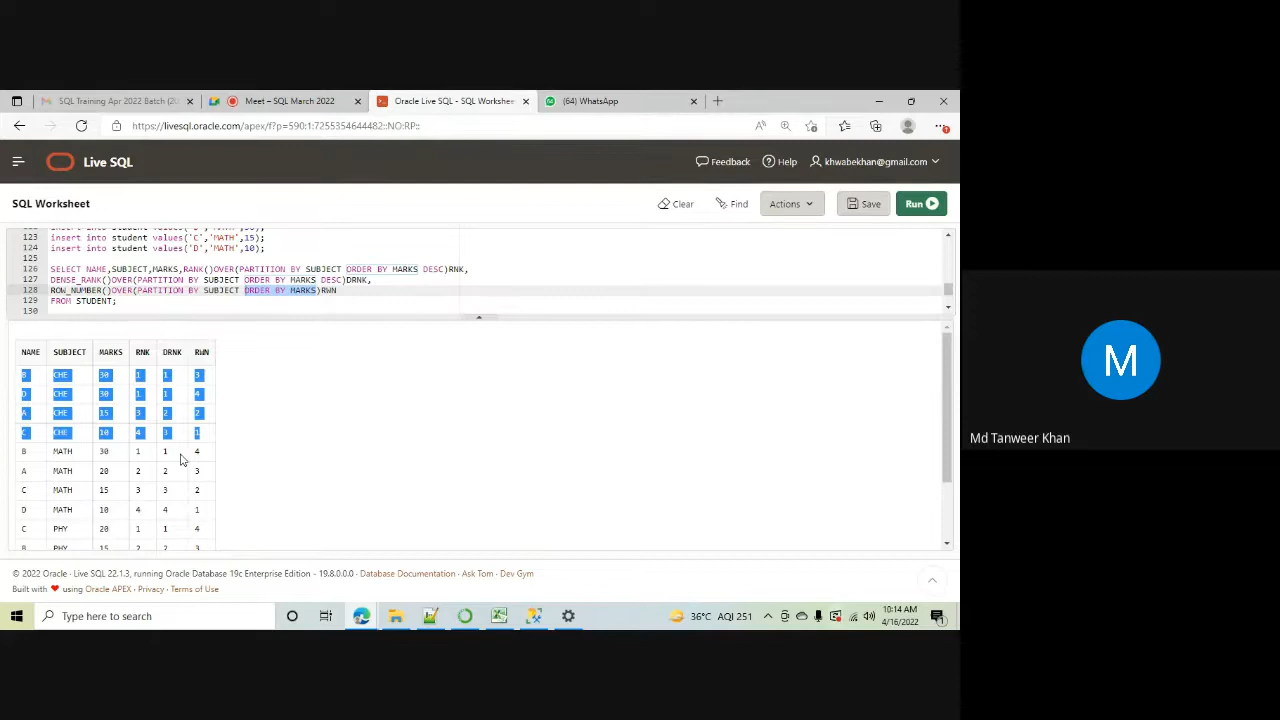 SQL Training Apr 2022 Batch (20
Meet – SQL March 2022
Oracle Live SQL - SQL Workshee
(64) WhatsApp
https://livesql.oracle.com/apex/f?p=590:1:7255354644482::NO:RP::
Live SQL
Feedback
Help
khwabekhan@gmail.com
SQL Worksheet
Clear
Find
Actions
Save
Run
123 insert into student values('C','MATH',15);
124 insert into student values('D','MATH',10);
125
126 SELECT NAME,SUBJECT,MARKS,RANK()OVER(PARTITION BY SUBJECT ORDER BY MARKS DESC)RNK,
127 DENSE_RANK()OVER(PARTITION BY SUBJECT ORDER BY MARKS DESC)DRNK,
128 ROW_NUMBER()OVER(PARTITION BY SUBJECT ORDER BY MARKS)RWN
129 FROM STUDENT;
130
NAME SUBJECT MARKS RNK DRNK RWN
B CHE 30 1 1 3
D CHE 30 1 1 4
A CHE 15 3 2 2
C CHE 10 4 3 1
B MATH 30 1 1 4
A MATH 20 2 2 3
C MATH 15 3 3 2
D MATH 10 4 4 1
C PHY 20 1 1 4
B PHY 15 2 2 3
© 2022 Oracle · Live SQL 22.1.3, running Oracle Database 19c Enterprise Edition - 19.8.0.0.0 · Database Documentation · Ask Tom · Dev Gym
Built with ❤ using Oracle APEX · Privacy · Terms of Use
Type here to search
36°C AQI 251
10:14 AM
4/16/2022
M
Md Tanweer Khan